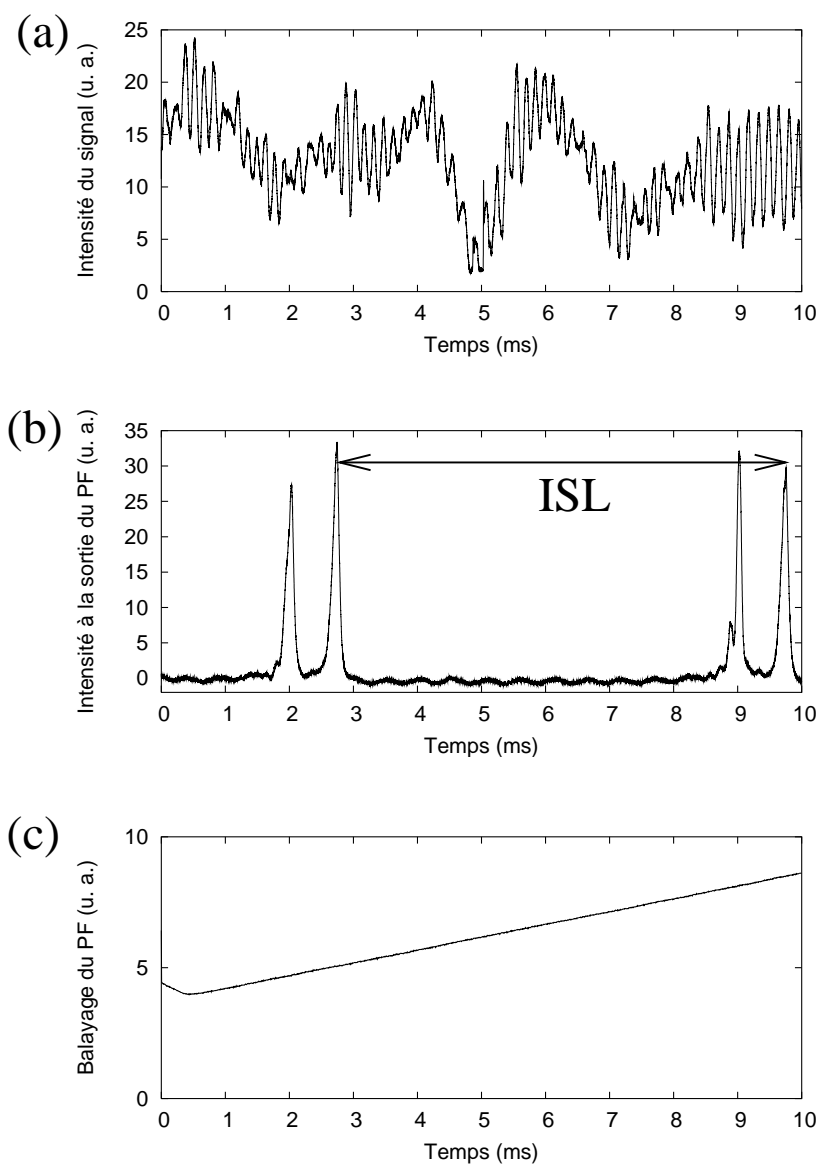 (a)
Intensité du signal (u. a.)
25
20
15
10
5
0
0 1 2 3 4 5 6 7 8 9 10
Temps (ms)
(b)
Intensité à la sortie du PF (u. a.)
35
30
25
20
15
10
5
0
ISL
0 1 2 3 4 5 6 7 8 9 10
Temps (ms)
(c)
Balayage du PF (u. a.)
10
5
0
0 1 2 3 4 5 6 7 8 9 10
Temps (ms)